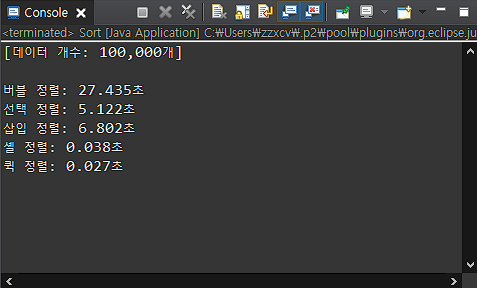 Console
<terminated> Sort [Java Application] C:₩Users₩zzxcv₩.p2₩pool₩plugins₩org.eclipse.ju
[데이터 개수: 100,000개]
버블 정렬: 27.435초
선택 정렬: 5.122초
삽입 정렬: 6.802초
셸 정렬: 0.038초
퀵 정렬: 0.027초